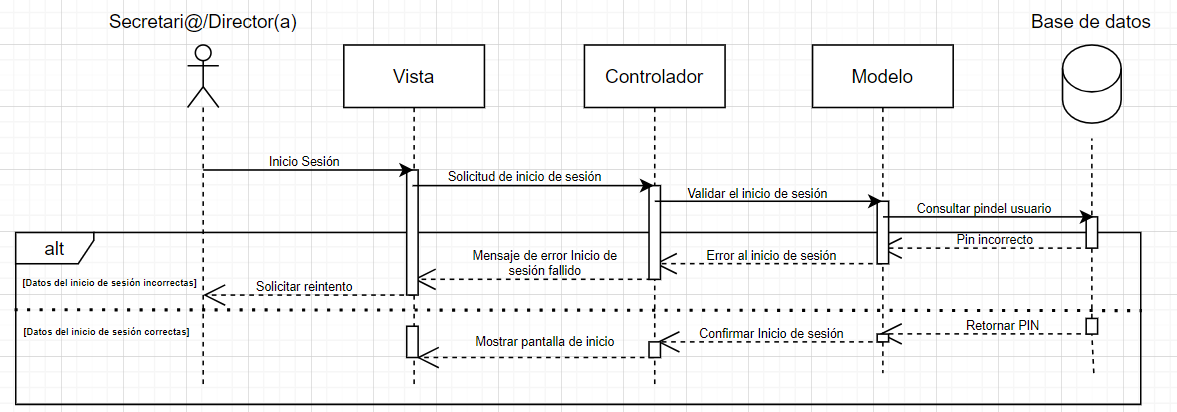 Secretari@/Director(a)
Base de datos
Vista
Controlador
Modelo
Inicio Sesión
Solicitud de inicio de sesión
Validar el inicio de sesión
Consultar pindel usuario
alt
Pin incorrecto
Error al inicio de sesión
Mensaje de error Inicio de
sesión fallido
[Datos del inicio de sesión incorrectas]
Solicitar reintento
[Datos del inicio de sesión correctas]
Retornar PIN
Confirmar Inicio de sesión
Mostrar pantalla de inicio